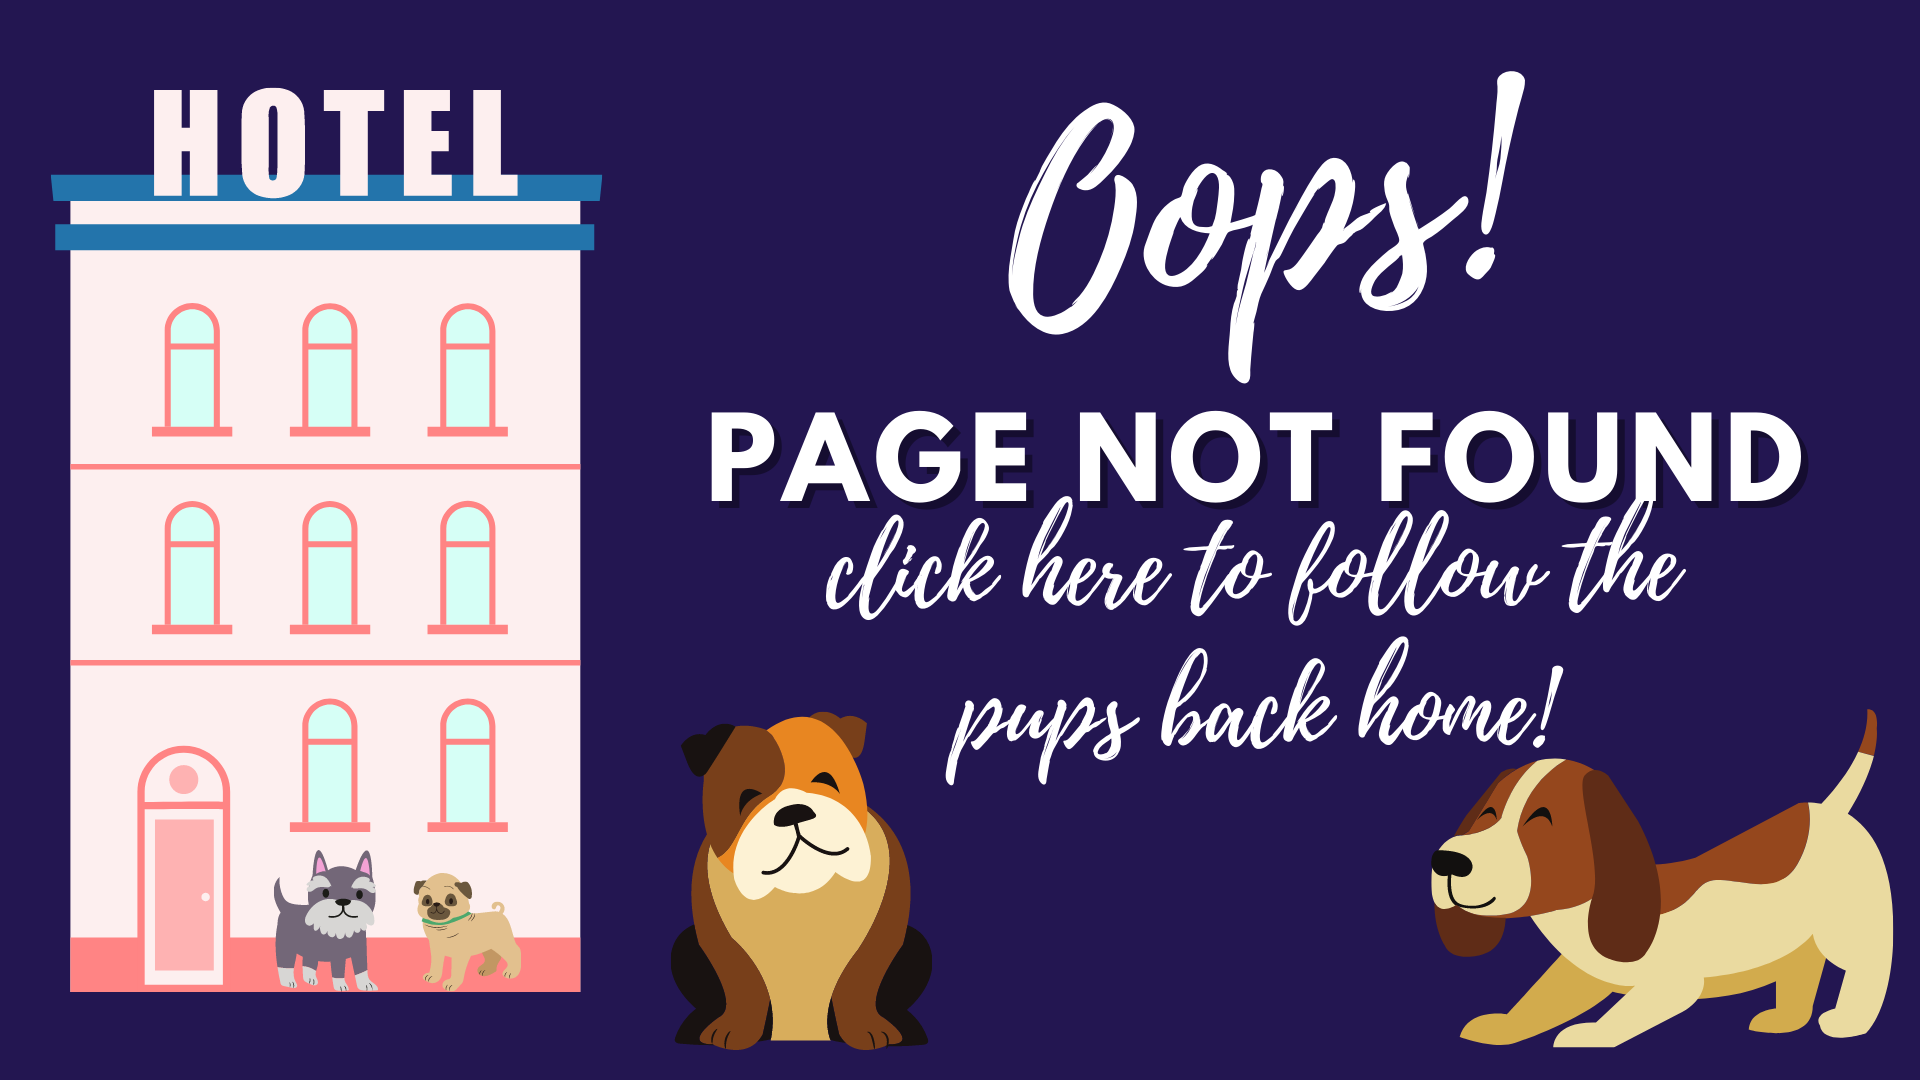 HOTEL
Oops!
PAGE NOT FOUND
click here to follow the
pups back home!